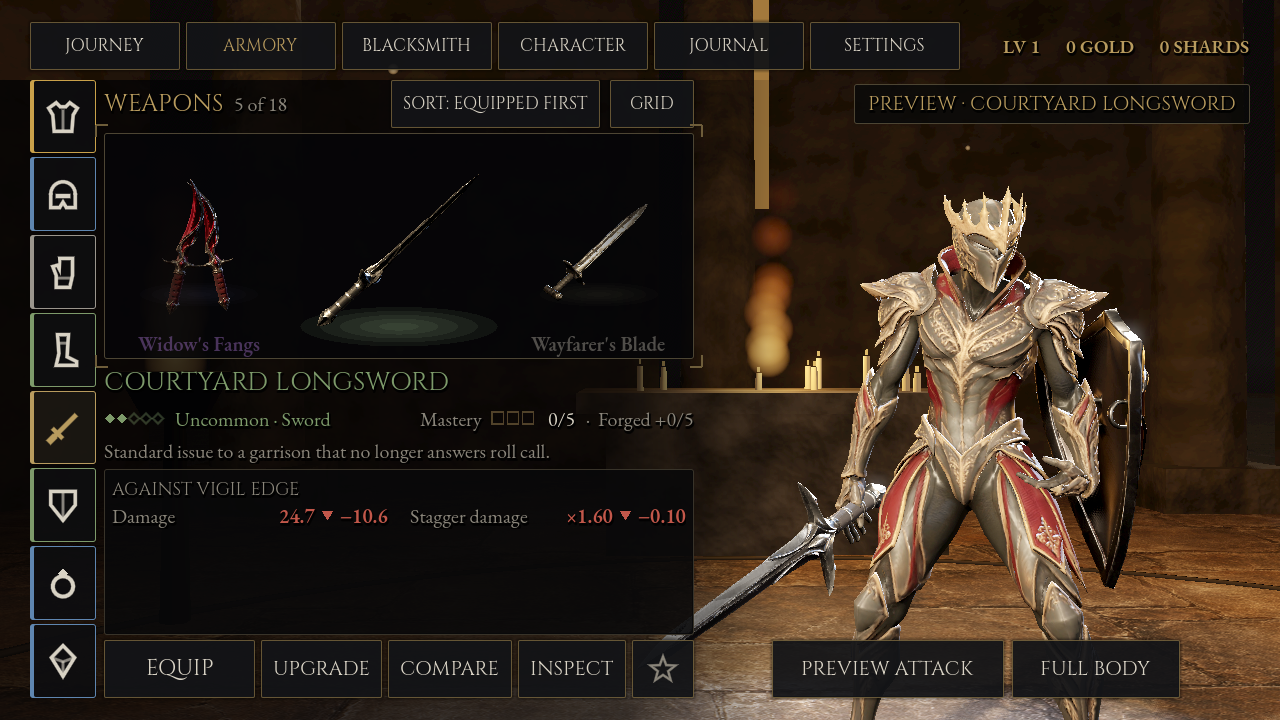 JOURNEY ARMORY BLACKSMITH CHARACTER JOURNAL SETTINGS LV 1 0 GOLD 0 SHARDS
WEAPONS 5 of 18 SORT: EQUIPPED FIRST GRID PREVIEW · COURTYARD LONGSWORD
Widow's Fangs Wayfarer's Blade
COURTYARD LONGSWORD
Uncommon · Sword Mastery 0/5 · Forged +0/5
Standard issue to a garrison that no longer answers roll call.
AGAINST VIGIL EDGE
Damage 24.7 ▼ −10.6 Stagger damage ×1.60 ▼ −0.10
EQUIP UPGRADE COMPARE INSPECT PREVIEW ATTACK FULL BODY